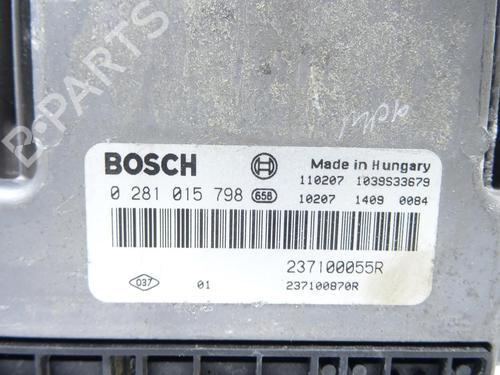 B-PARTS
BOSCH Made in Hungary
110207 1039S33679
0 281 015 798 658 10207 1409 0084
237100055R
037 01 237100870R